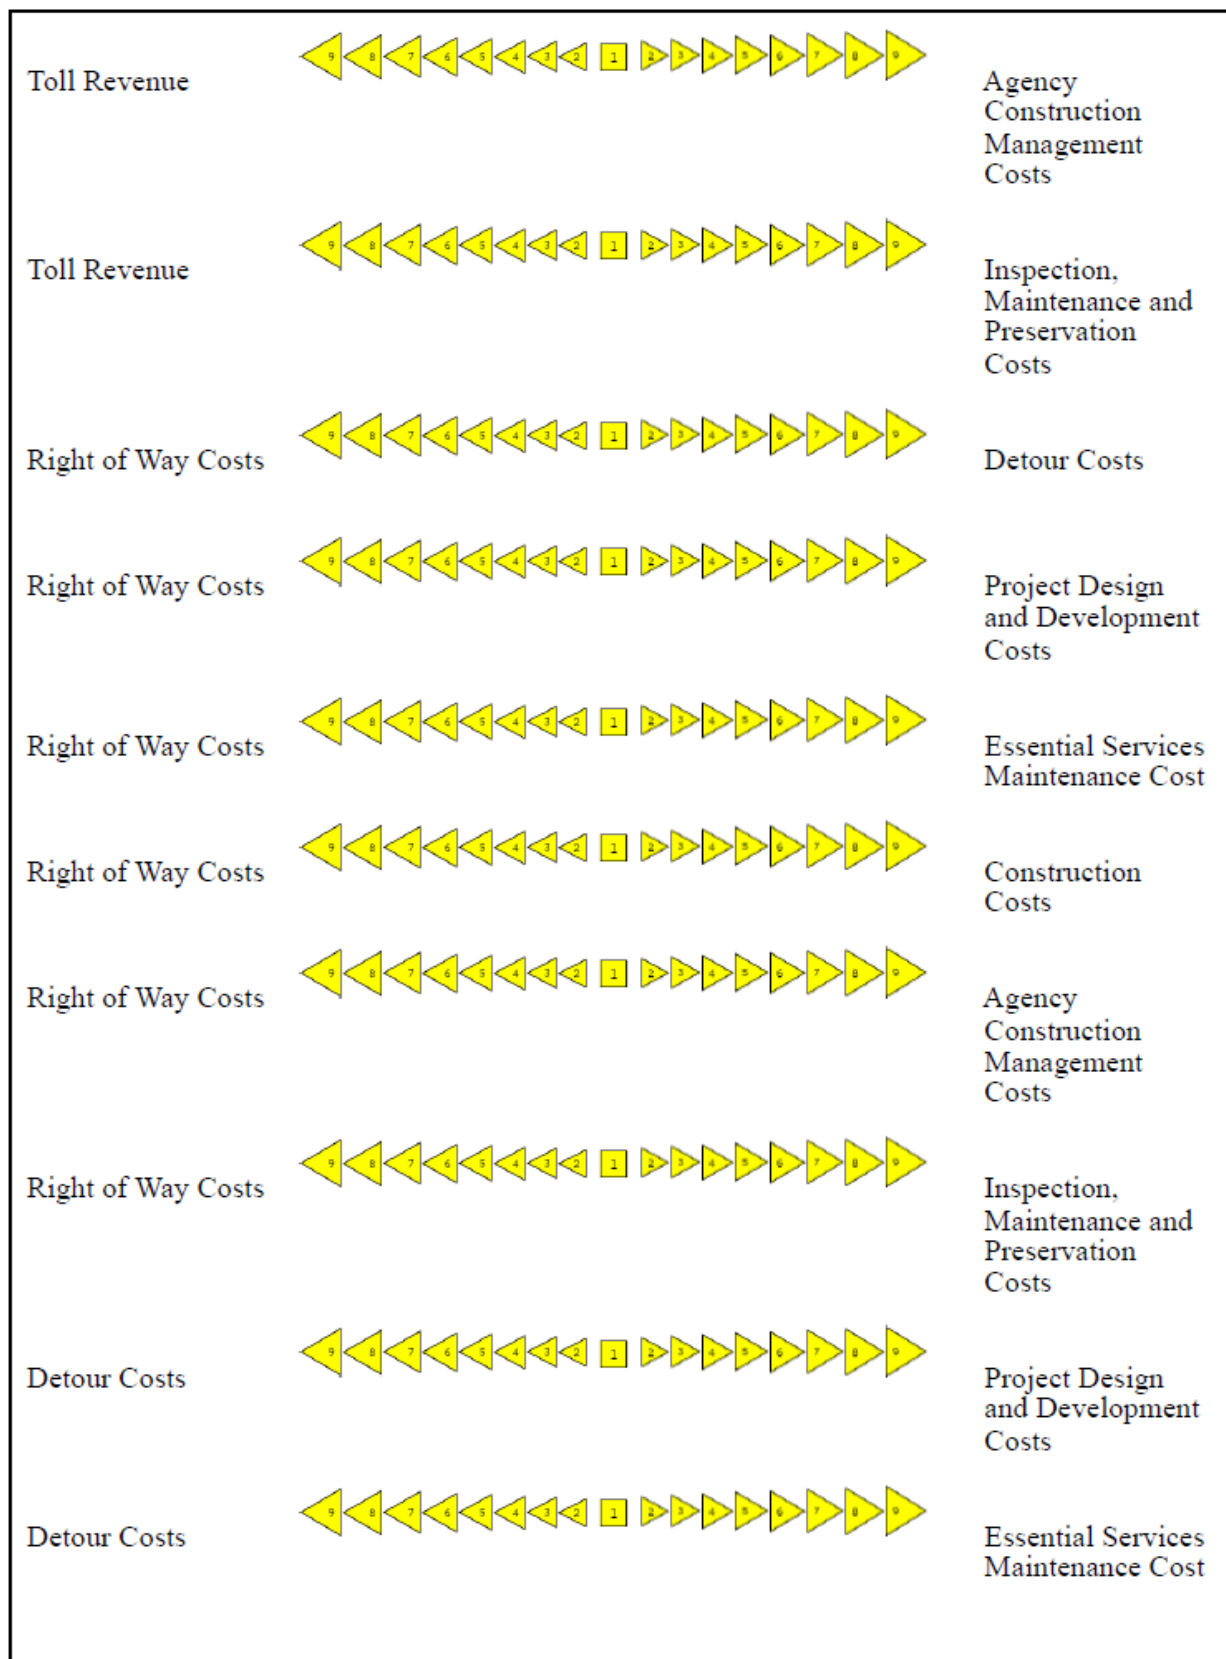 9 8 7 6 5 4 3 2 1 2 3 4 5 6 7 8 9
Toll Revenue
Agency
Construction
Management
Costs
9 8 7 6 5 4 3 2 1 2 3 4 5 6 7 8 9
Toll Revenue
Inspection,
Maintenance and
Preservation
Costs
9 8 7 6 5 4 3 2 1 2 3 4 5 6 7 8 9
Right of Way Costs
Detour Costs
9 8 7 6 5 4 3 2 1 2 3 4 5 6 7 8 9
Right of Way Costs
Project Design
and Development
Costs
9 8 7 6 5 4 3 2 1 2 3 4 5 6 7 8 9
Right of Way Costs
Essential Services
Maintenance Cost
9 8 7 6 5 4 3 2 1 2 3 4 5 6 7 8 9
Right of Way Costs
Construction
Costs
9 8 7 6 5 4 3 2 1 2 3 4 5 6 7 8 9
Right of Way Costs
Agency
Construction
Management
Costs
9 8 7 6 5 4 3 2 1 2 3 4 5 6 7 8 9
Right of Way Costs
Inspection,
Maintenance and
Preservation
Costs
9 8 7 6 5 4 3 2 1 2 3 4 5 6 7 8 9
Detour Costs
Project Design
and Development
Costs
9 8 7 6 5 4 3 2 1 2 3 4 5 6 7 8 9
Detour Costs
Essential Services
Maintenance Cost